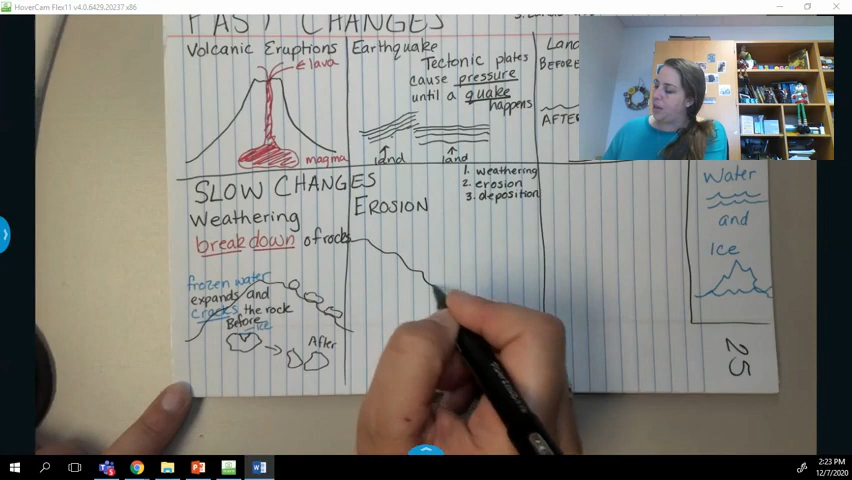 HoverCam Flex11 v4.0.6429.20237 x86
FAST CHANGES
Volcanic Eruptions
lava
magma
Earthquake
Tectonic plates
cause pressure
until a quake
happens
land
land
BEFORE
AFTER
SLOW CHANGES
1. weathering
2. erosion
3. deposition
Weathering
breakdown of rocks
frozen water
expands and
cracks the rock
Before
ice
After
EROSION
Water
and
Ice
25
2:23 PM
12/7/2020